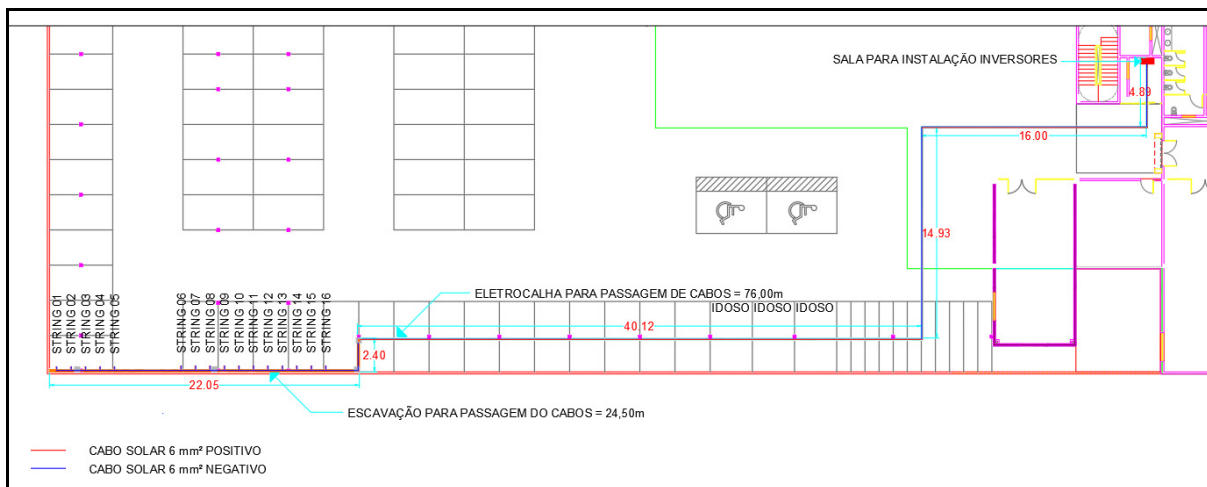 SALA PARA INSTALAÇÃO INVERSORES
4.89
16.00
14.93
STRING 01
STRING 02
STRING 03
STRING 04
STRING 05
STRING 06
STRING 07
STRING 08
STRING 09
STRING 10
STRING 11
STRING 12
STRING 13
STRING 14
STRING 15
STRING 16
ELETROCALHA PARA PASSAGEM DE CABOS = 76,00m
IDOSO IDOSO IDOSO
40.12
2.40
22.05
ESCAVAÇÃO PARA PASSAGEM DO CABOS = 24,50m
CABO SOLAR 6 mm² POSITIVO
CABO SOLAR 6 mm² NEGATIVO